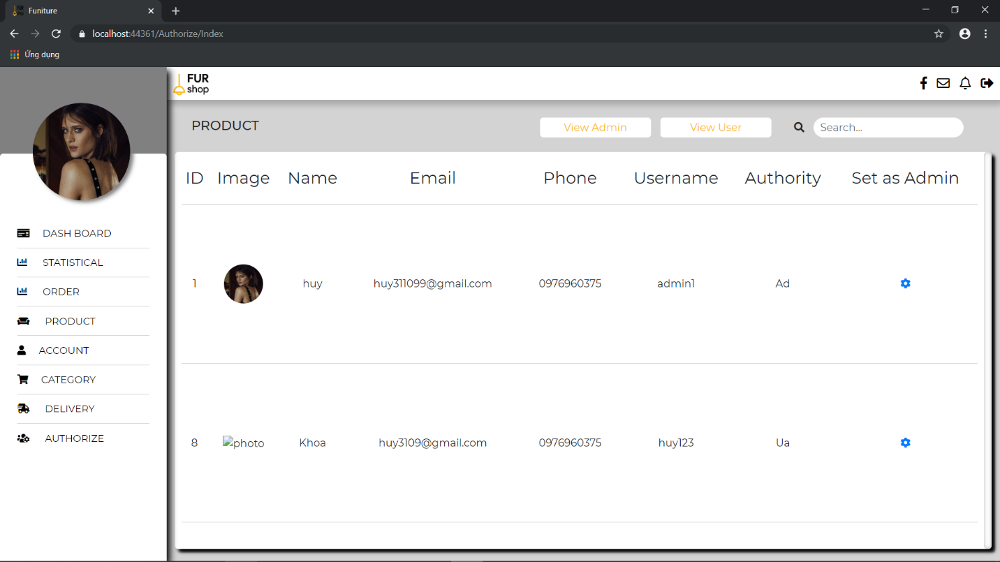 Funiture
localhost:44361/Authorize/Index
Ứng dụng
FUR
shop
PRODUCT
View Admin View User Search...
ID Image Name Email Phone Username Authority Set as Admin
1 huy huy311099@gmail.com 0976960375 admin1 Ad
8 photo Khoa huy3109@gmail.com 0976960375 huy123 Ua
DASH BOARD
STATISTICAL
ORDER
PRODUCT
ACCOUNT
CATEGORY
DELIVERY
AUTHORIZE